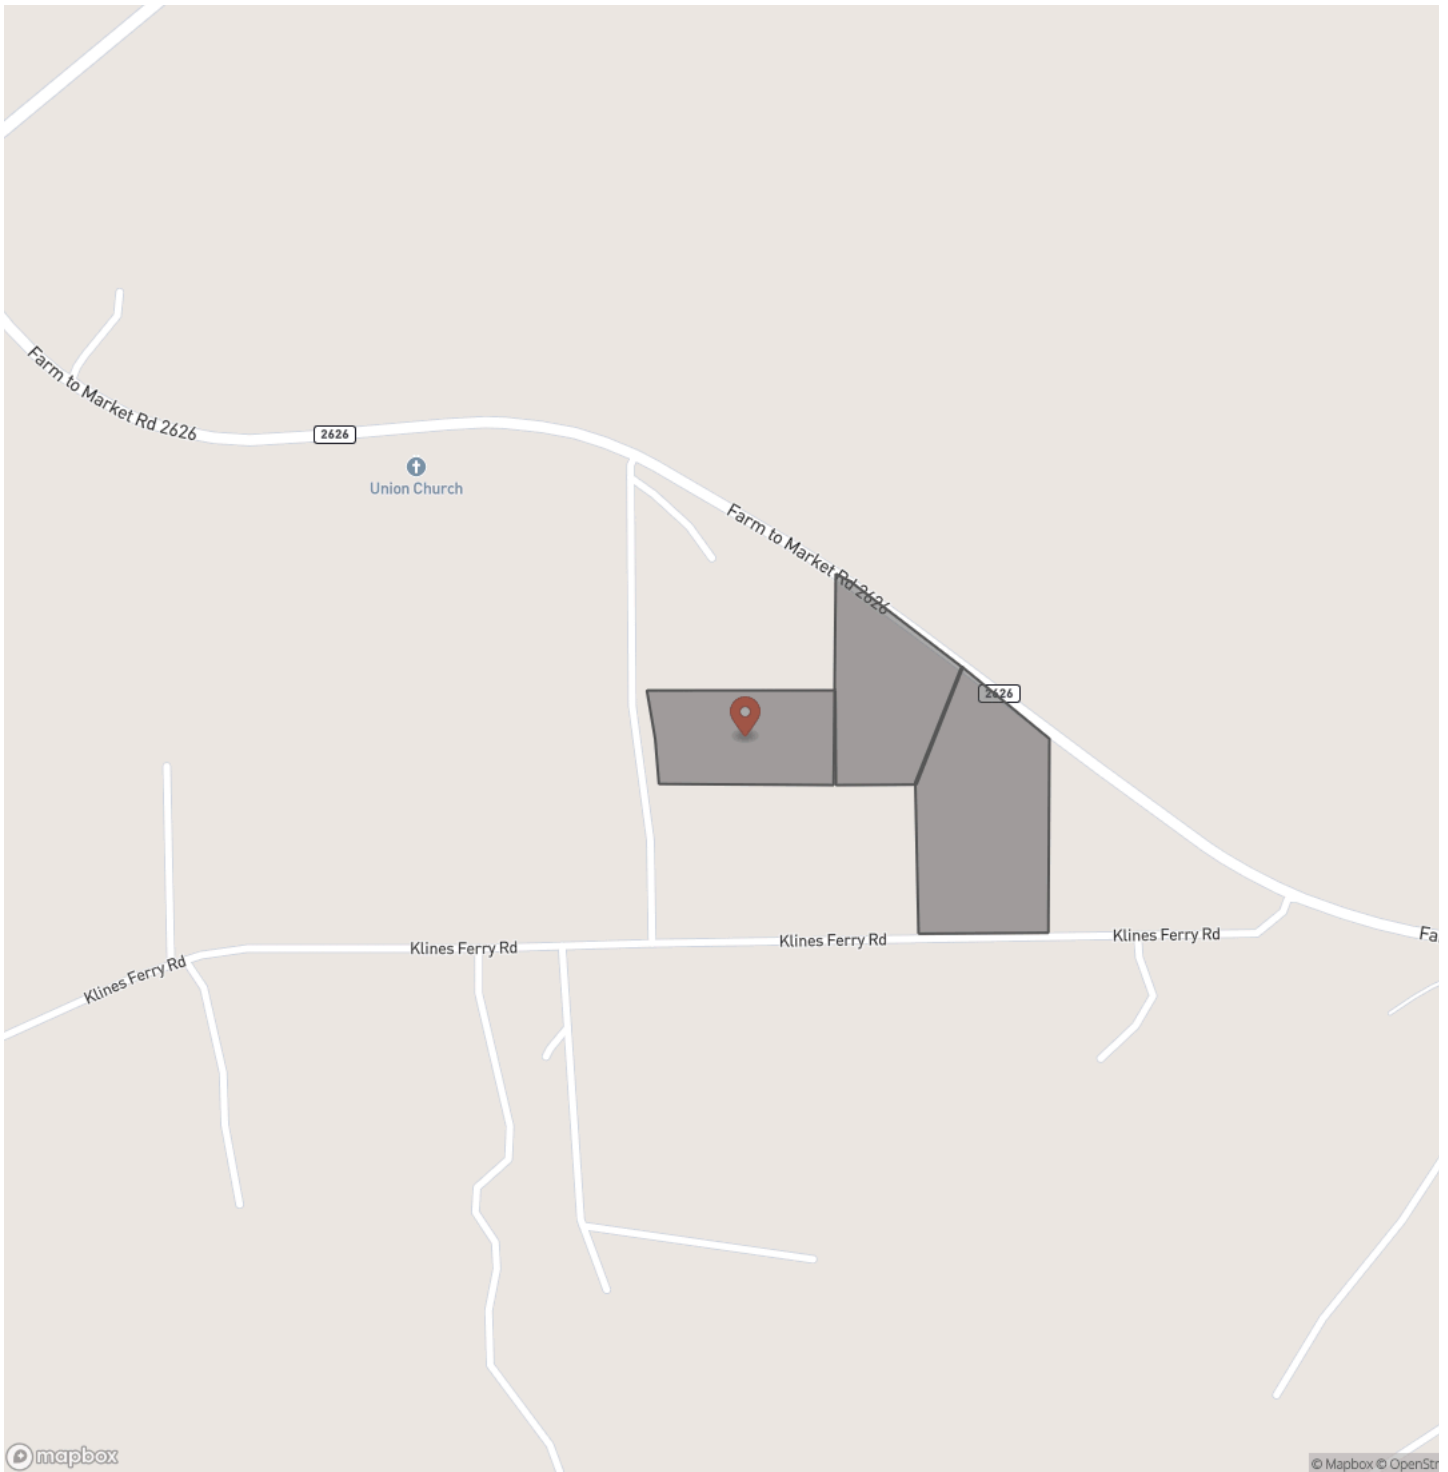 Farm to Market Rd 2626
2626
Union Church
Farm to Market Rd 2626
2626
Klines Ferry Rd
Klines Ferry Rd
Klines Ferry Rd
Fa
Klines Ferry Rd
mapbox
© Mapbox © OpenStr